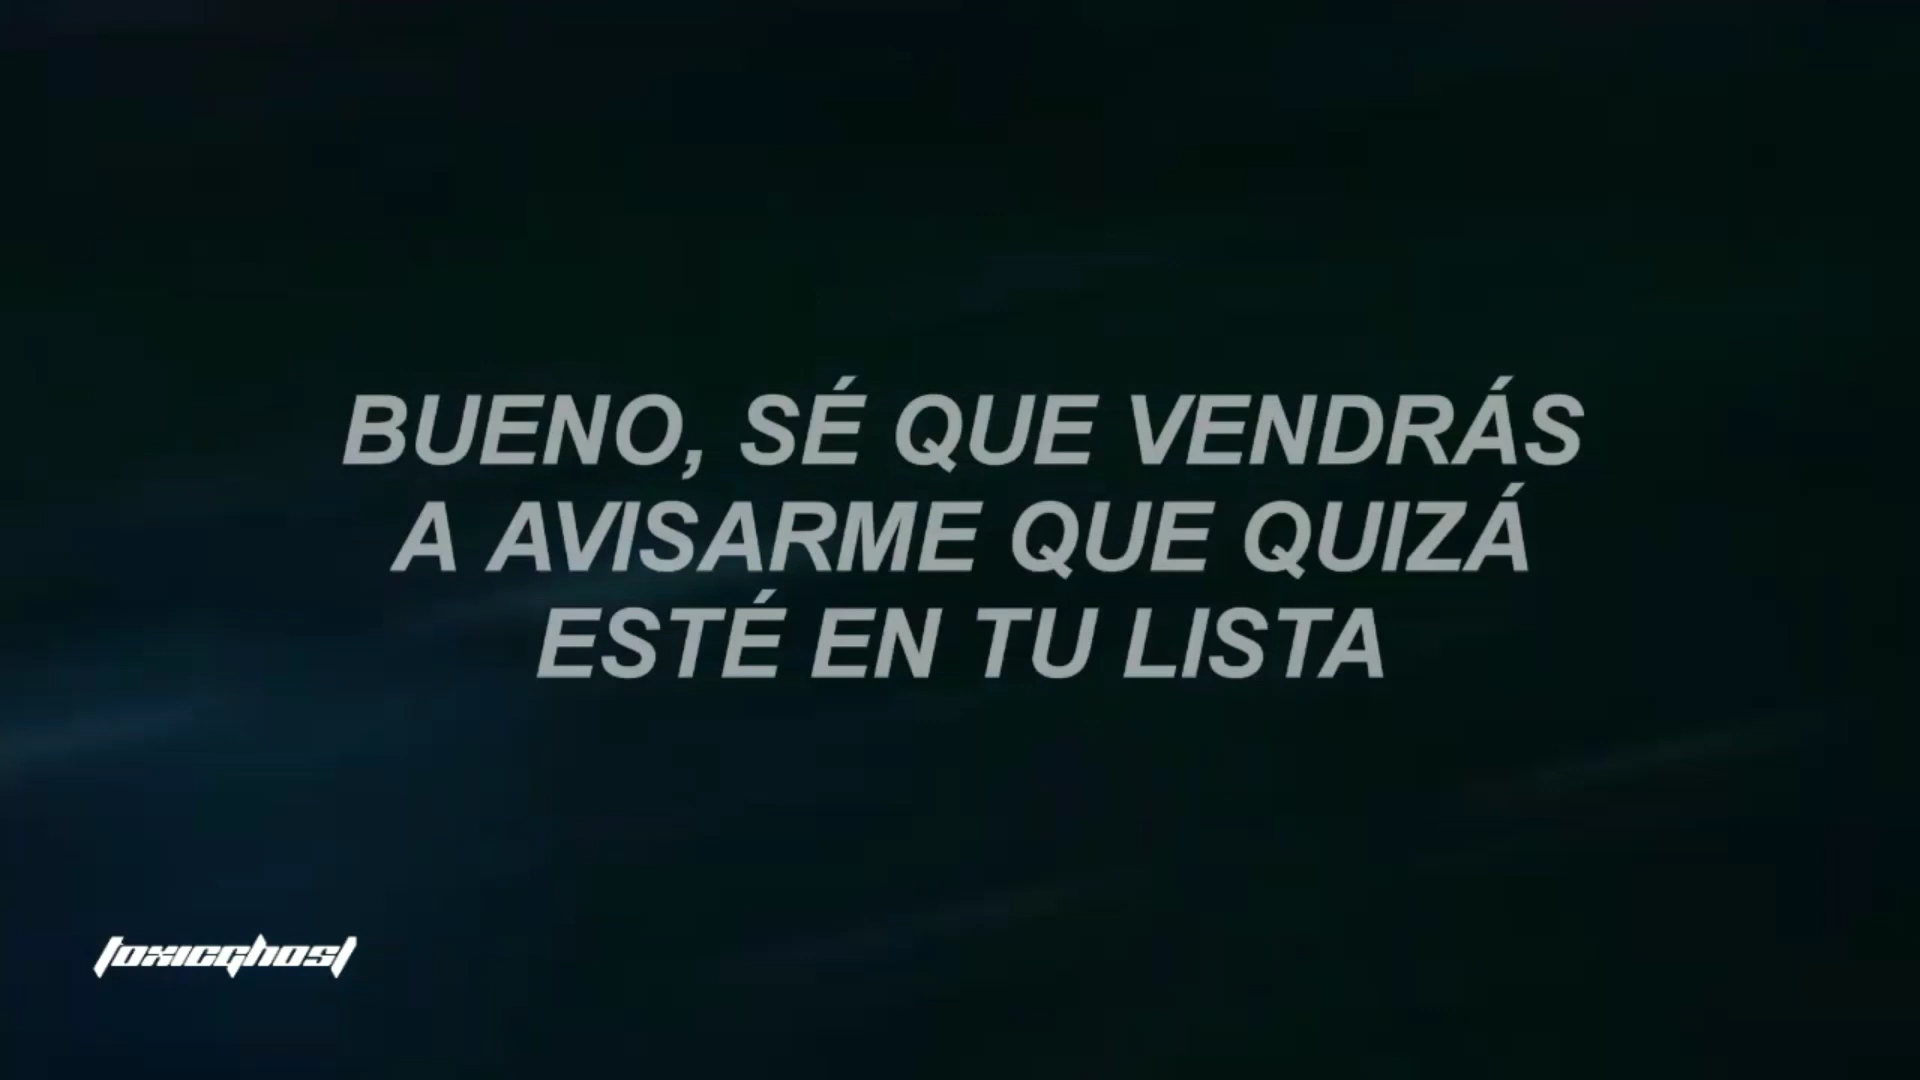 BUENO, SÉ QUE VENDRÁS
A AVISARME QUE QUIZÁ
ESTÉ EN TU LISTA
toxicghost